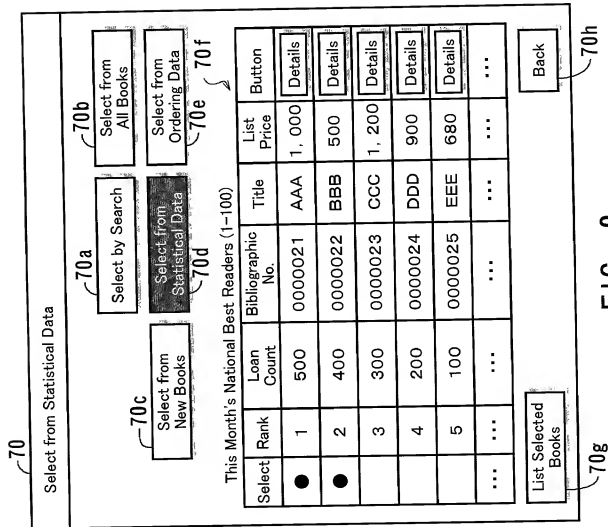 70
Select from Statistical Data
70a
70b
Select by Search
Select from
All Books
70c
Select from
New Books
Select from
Statistical Data
70d
Select from
Ordering Data
70e
70f
This Month's National Best Readers (1-100)
Select Rank Loan Count Bibliographic No. Title List Price Button
● 1 500 0000021 AAA 1,000 Details
● 2 400 0000022 BBB 500 Details
3 300 0000023 CCC 1,200 Details
4 200 0000024 DDD 900 Details
5 100 0000025 EEE 680 Details
... ... ... ... ... ... ...
List Selected
Books
70g
Back
70h